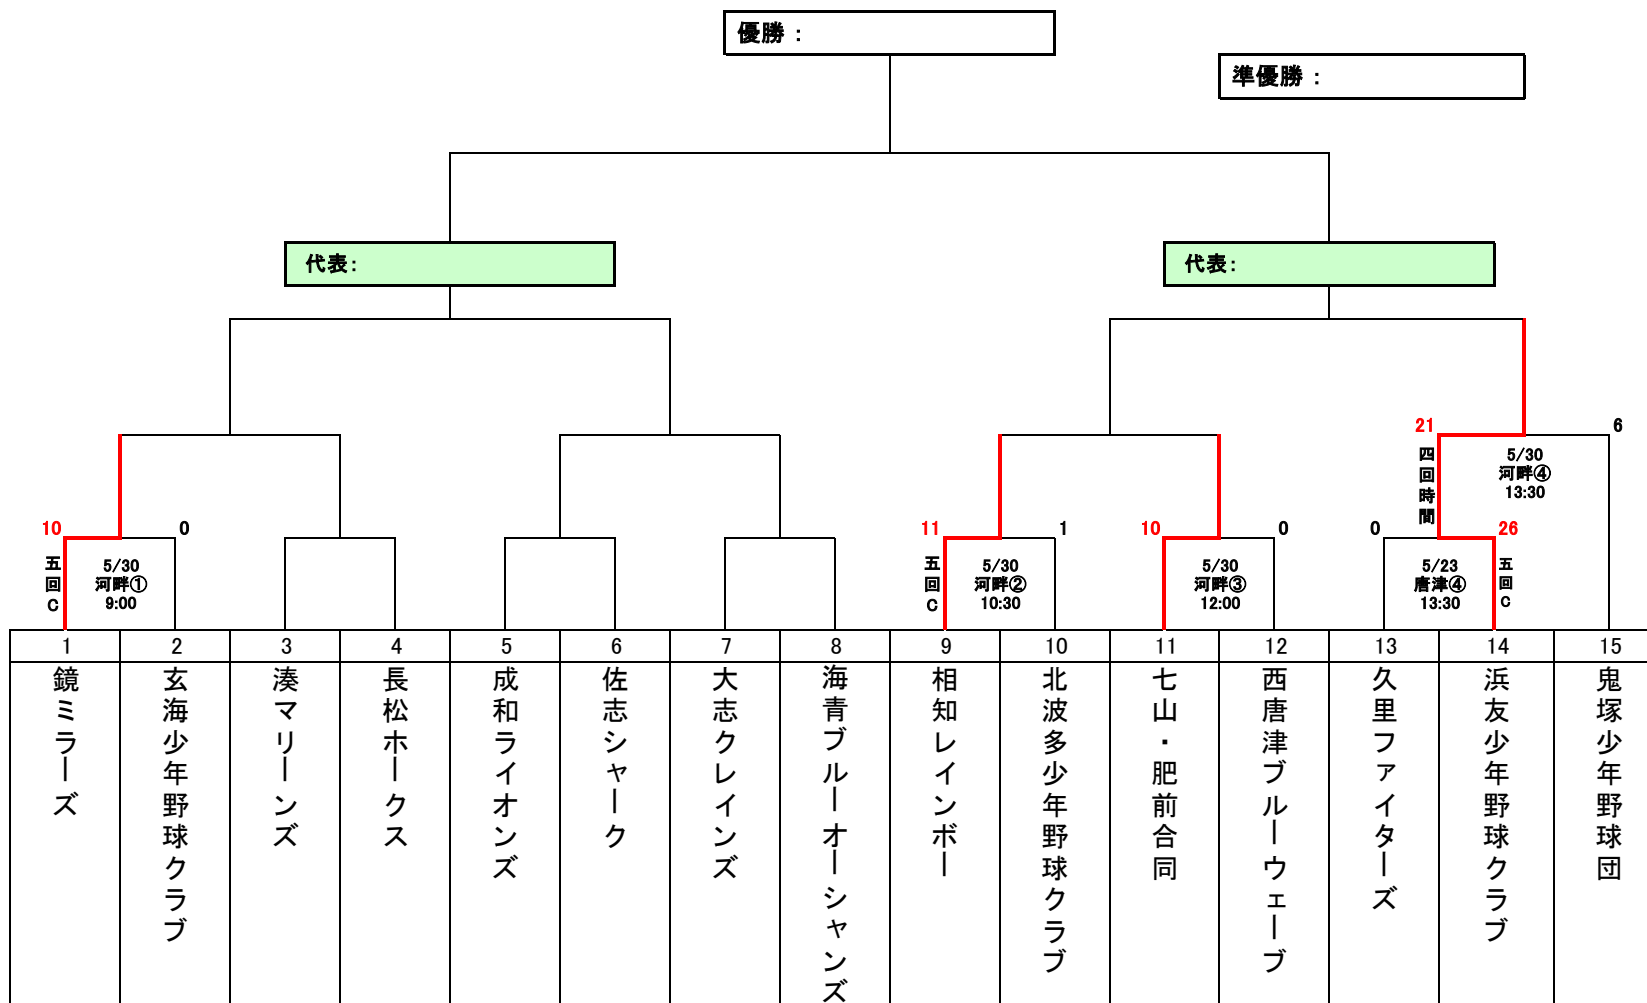 優勝：
準優勝：
代表：
代表：
21
6
四回時間
5/30
河畔④
13:30
10
0
11
1
10
0
0
26
五回C
5/30
河畔①
9:00
五回C
5/30
河畔②
10:30
5/30
河畔③
12:00
5/23
唐津④
13:30
五回C
1
2
3
4
5
6
7
8
9
10
11
12
13
14
15
鏡ミラーズ
玄海少年野球クラブ
湊マリーンズ
長松ホークス
成和ライオンズ
佐志シャーク
大志クレインズ
海青ブルーオーシャンズ
相知レインボー
北波多少年野球クラブ
七山・肥前合同
西唐津ブルーウェーブ
久里ファイターズ
浜友少年野球クラブ
鬼塚少年野球団